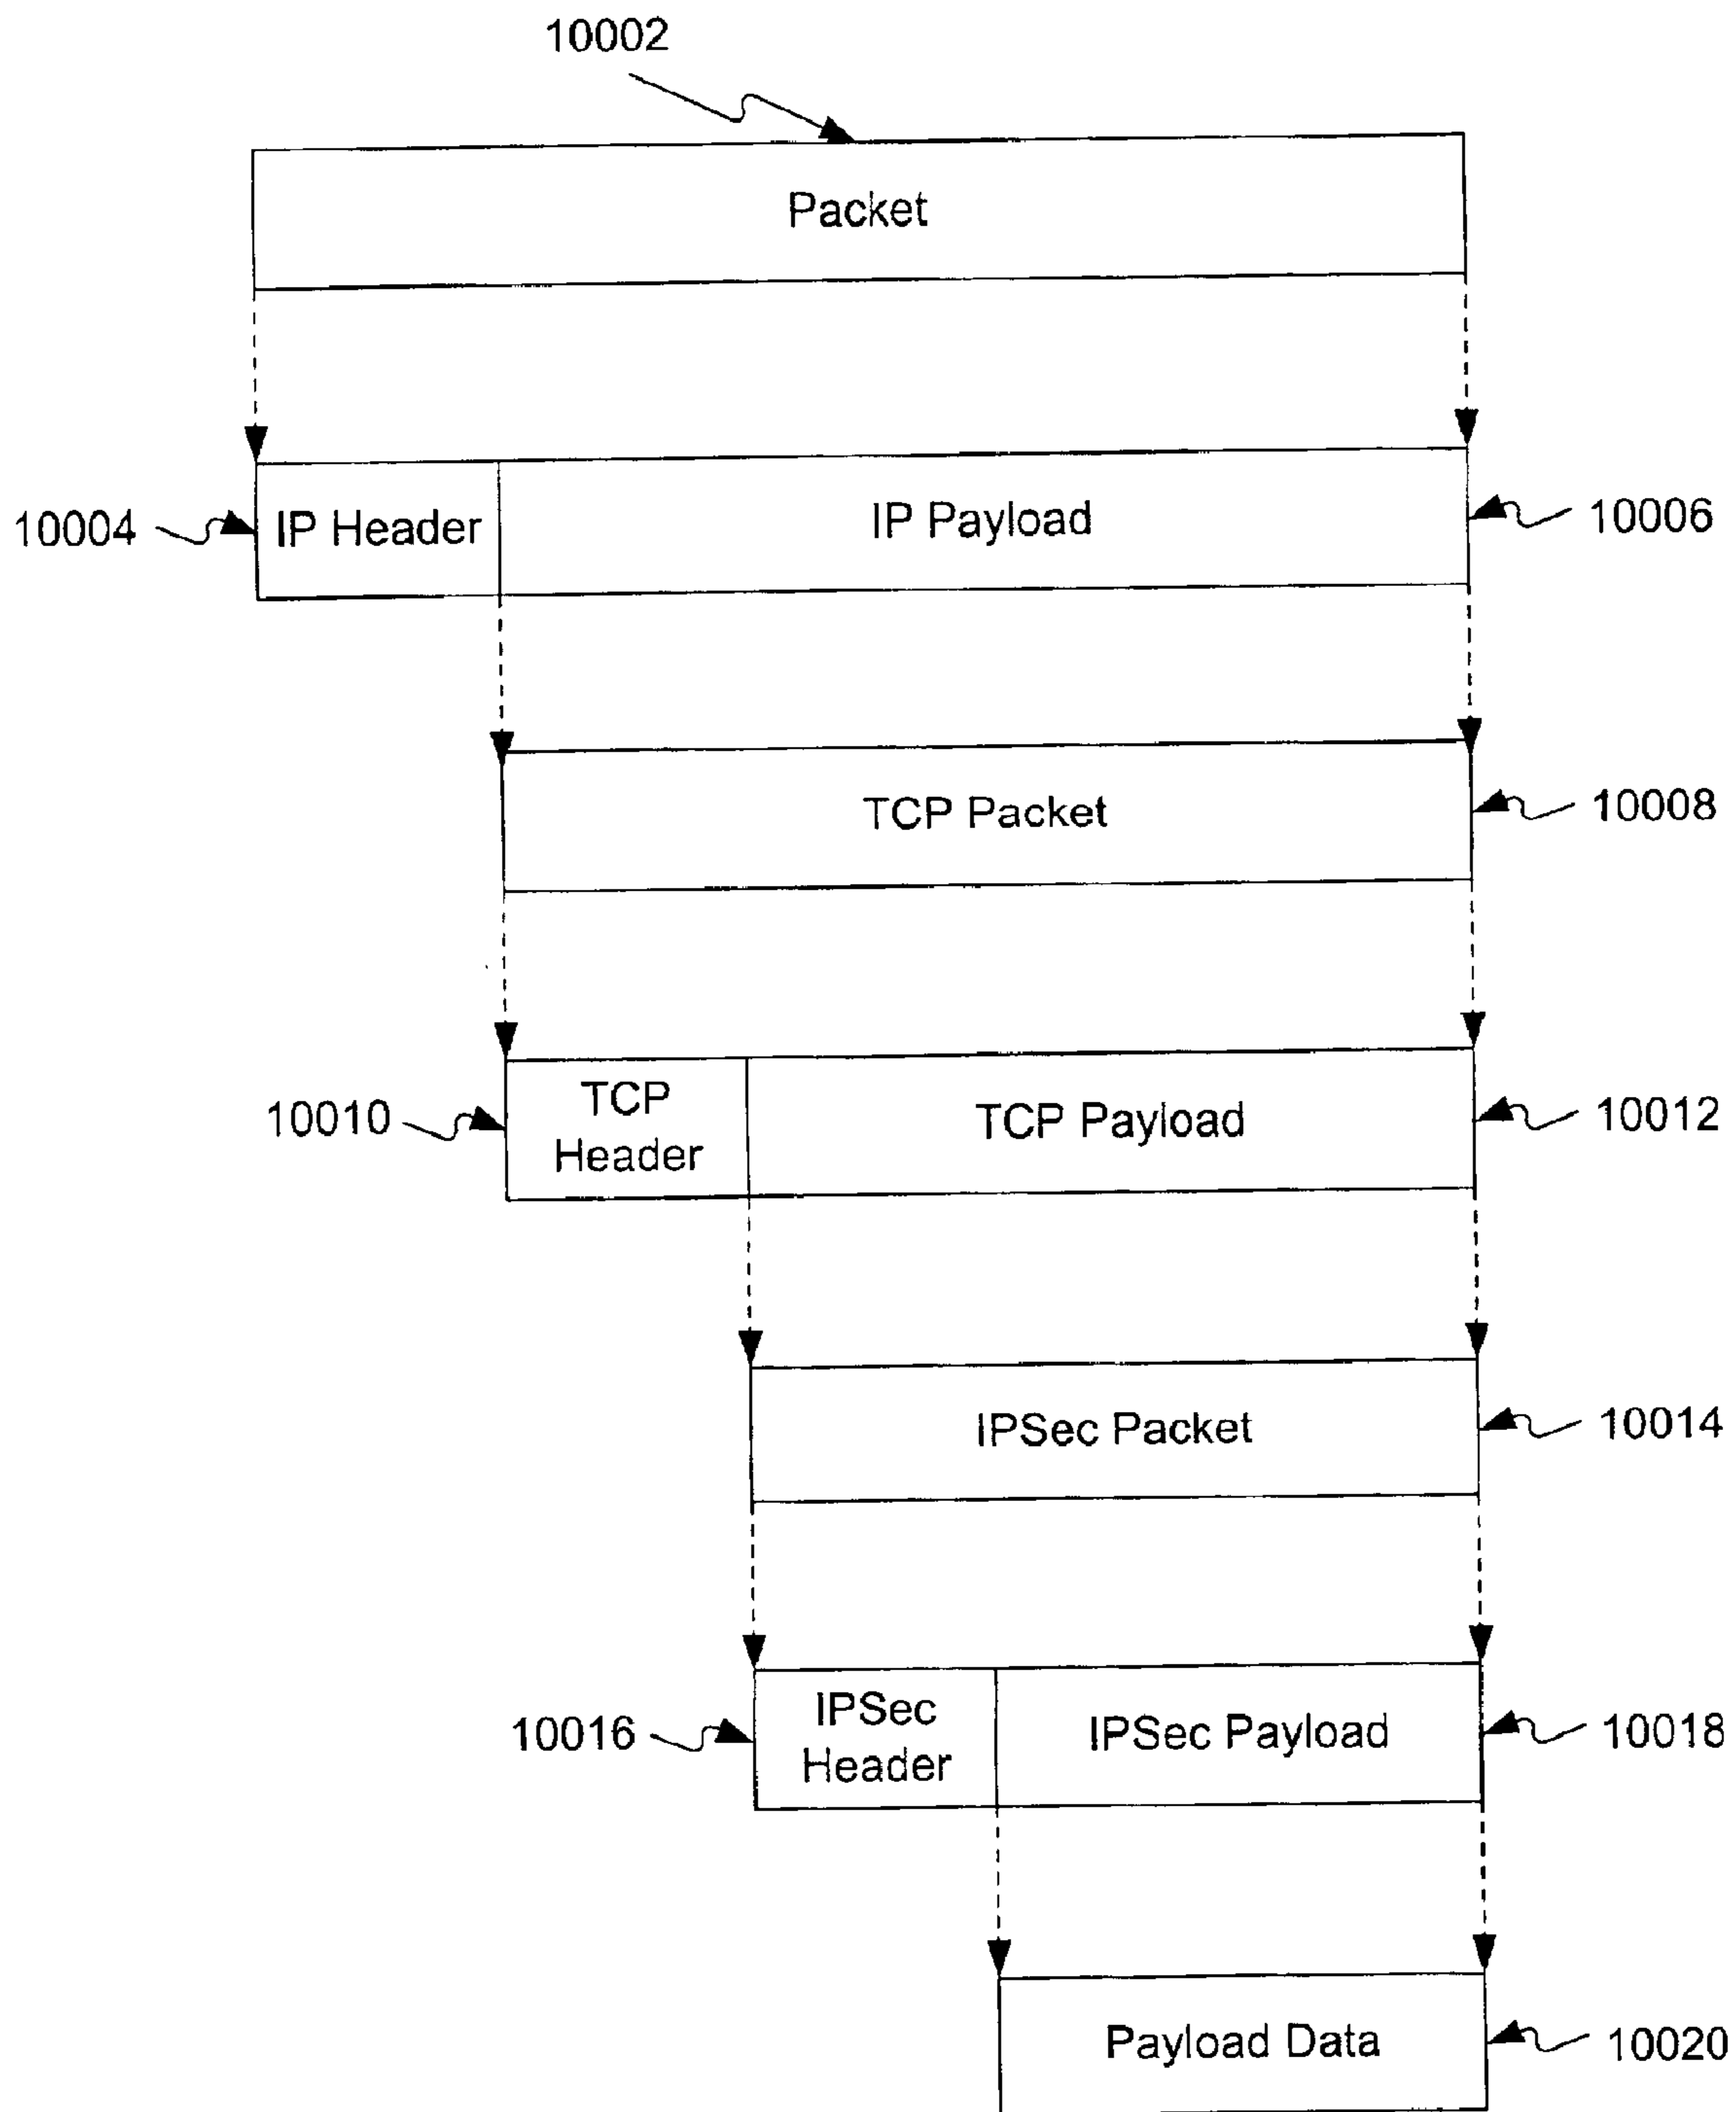 10002
Packet
10004
IP Header
IP Payload
10006
TCP Packet
10008
10010
TCP
Header
TCP Payload
10012
IPSec Packet
10014
10016
IPSec
Header
IPSec Payload
10018
Payload Data
10020